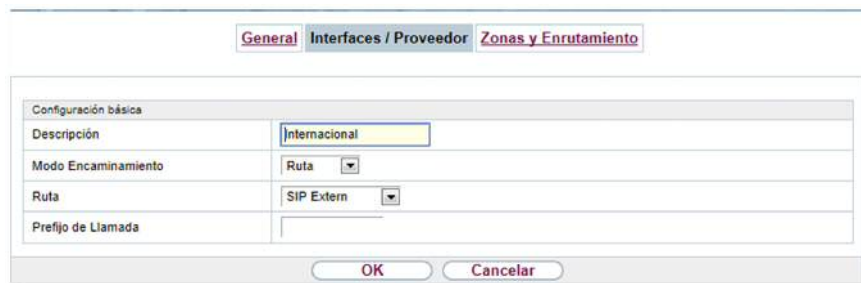 General Interfaces / Proveedor Zonas y Enrutamiento
Configuración básica
Descripción Internacional
Modo Encaminamiento Ruta
Ruta SIP Extern
Prefijo de Llamada
OK Cancelar